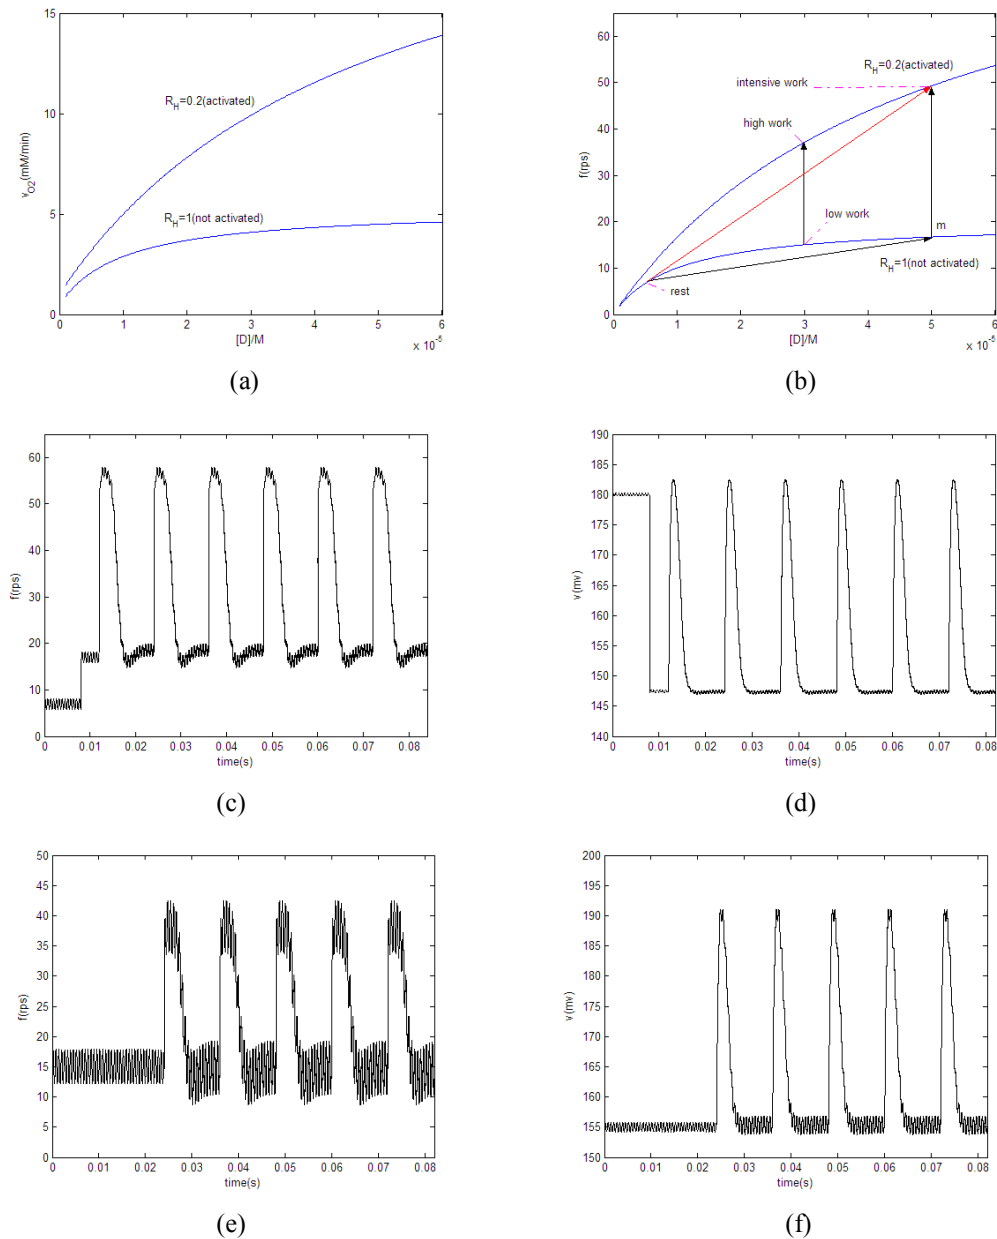 15
10
5
0
v_O2(mM/min)
R_H=0.2(activated)
R_H=1(not activated)
0 1 2 3 4 5 6
[D]/M
x 10^-5
(a)
60
50
40
30
20
10
0
f(rps)
R_H=0.2(activated)
intensive work
high work
low work
m
R_H=1(not activated)
rest
0 1 2 3 4 5 6
[D]/M
x 10^-5
(b)
60
50
40
30
20
10
0
f(rps)
0 0.01 0.02 0.03 0.04 0.05 0.06 0.07 0.08
time(s)
(c)
190
185
180
175
170
165
160
155
150
145
140
v (mv)
0 0.01 0.02 0.03 0.04 0.05 0.06 0.07 0.08
time(s)
(d)
50
45
40
35
30
25
20
15
10
5
0
f(rps)
0 0.01 0.02 0.03 0.04 0.05 0.06 0.07 0.08
time(s)
(e)
200
195
190
185
180
175
170
165
160
155
150
v (mv)
0 0.01 0.02 0.03 0.04 0.05 0.06 0.07 0.08
time(s)
(f)